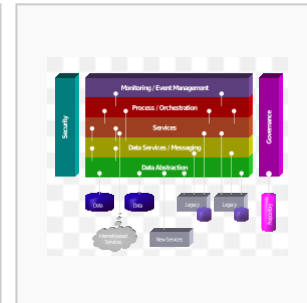 Monitoring / Event Management
Process / Orchestration
Services
Data Services / Messaging
Data Abstraction
Security
Governance
Data
Data
Legacy
Legacy
Repository
Internet-based
Services
New Services